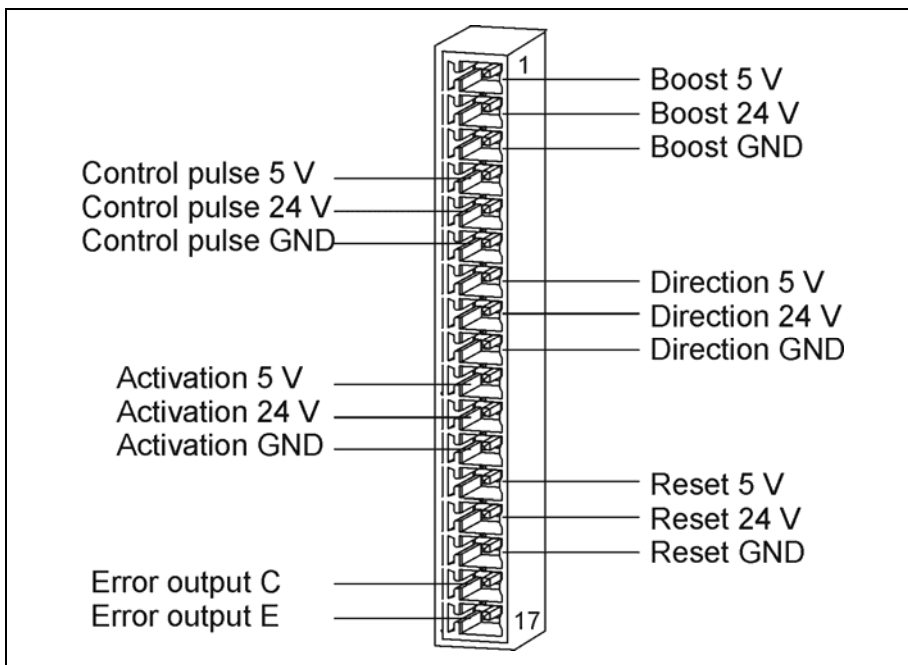 1
Boost 5 V
Boost 24 V
Boost GND
Control pulse 5 V
Control pulse 24 V
Control pulse GND
Direction 5 V
Direction 24 V
Direction GND
Activation 5 V
Activation 24 V
Activation GND
Reset 5 V
Reset 24 V
Reset GND
Error output C
Error output E
17